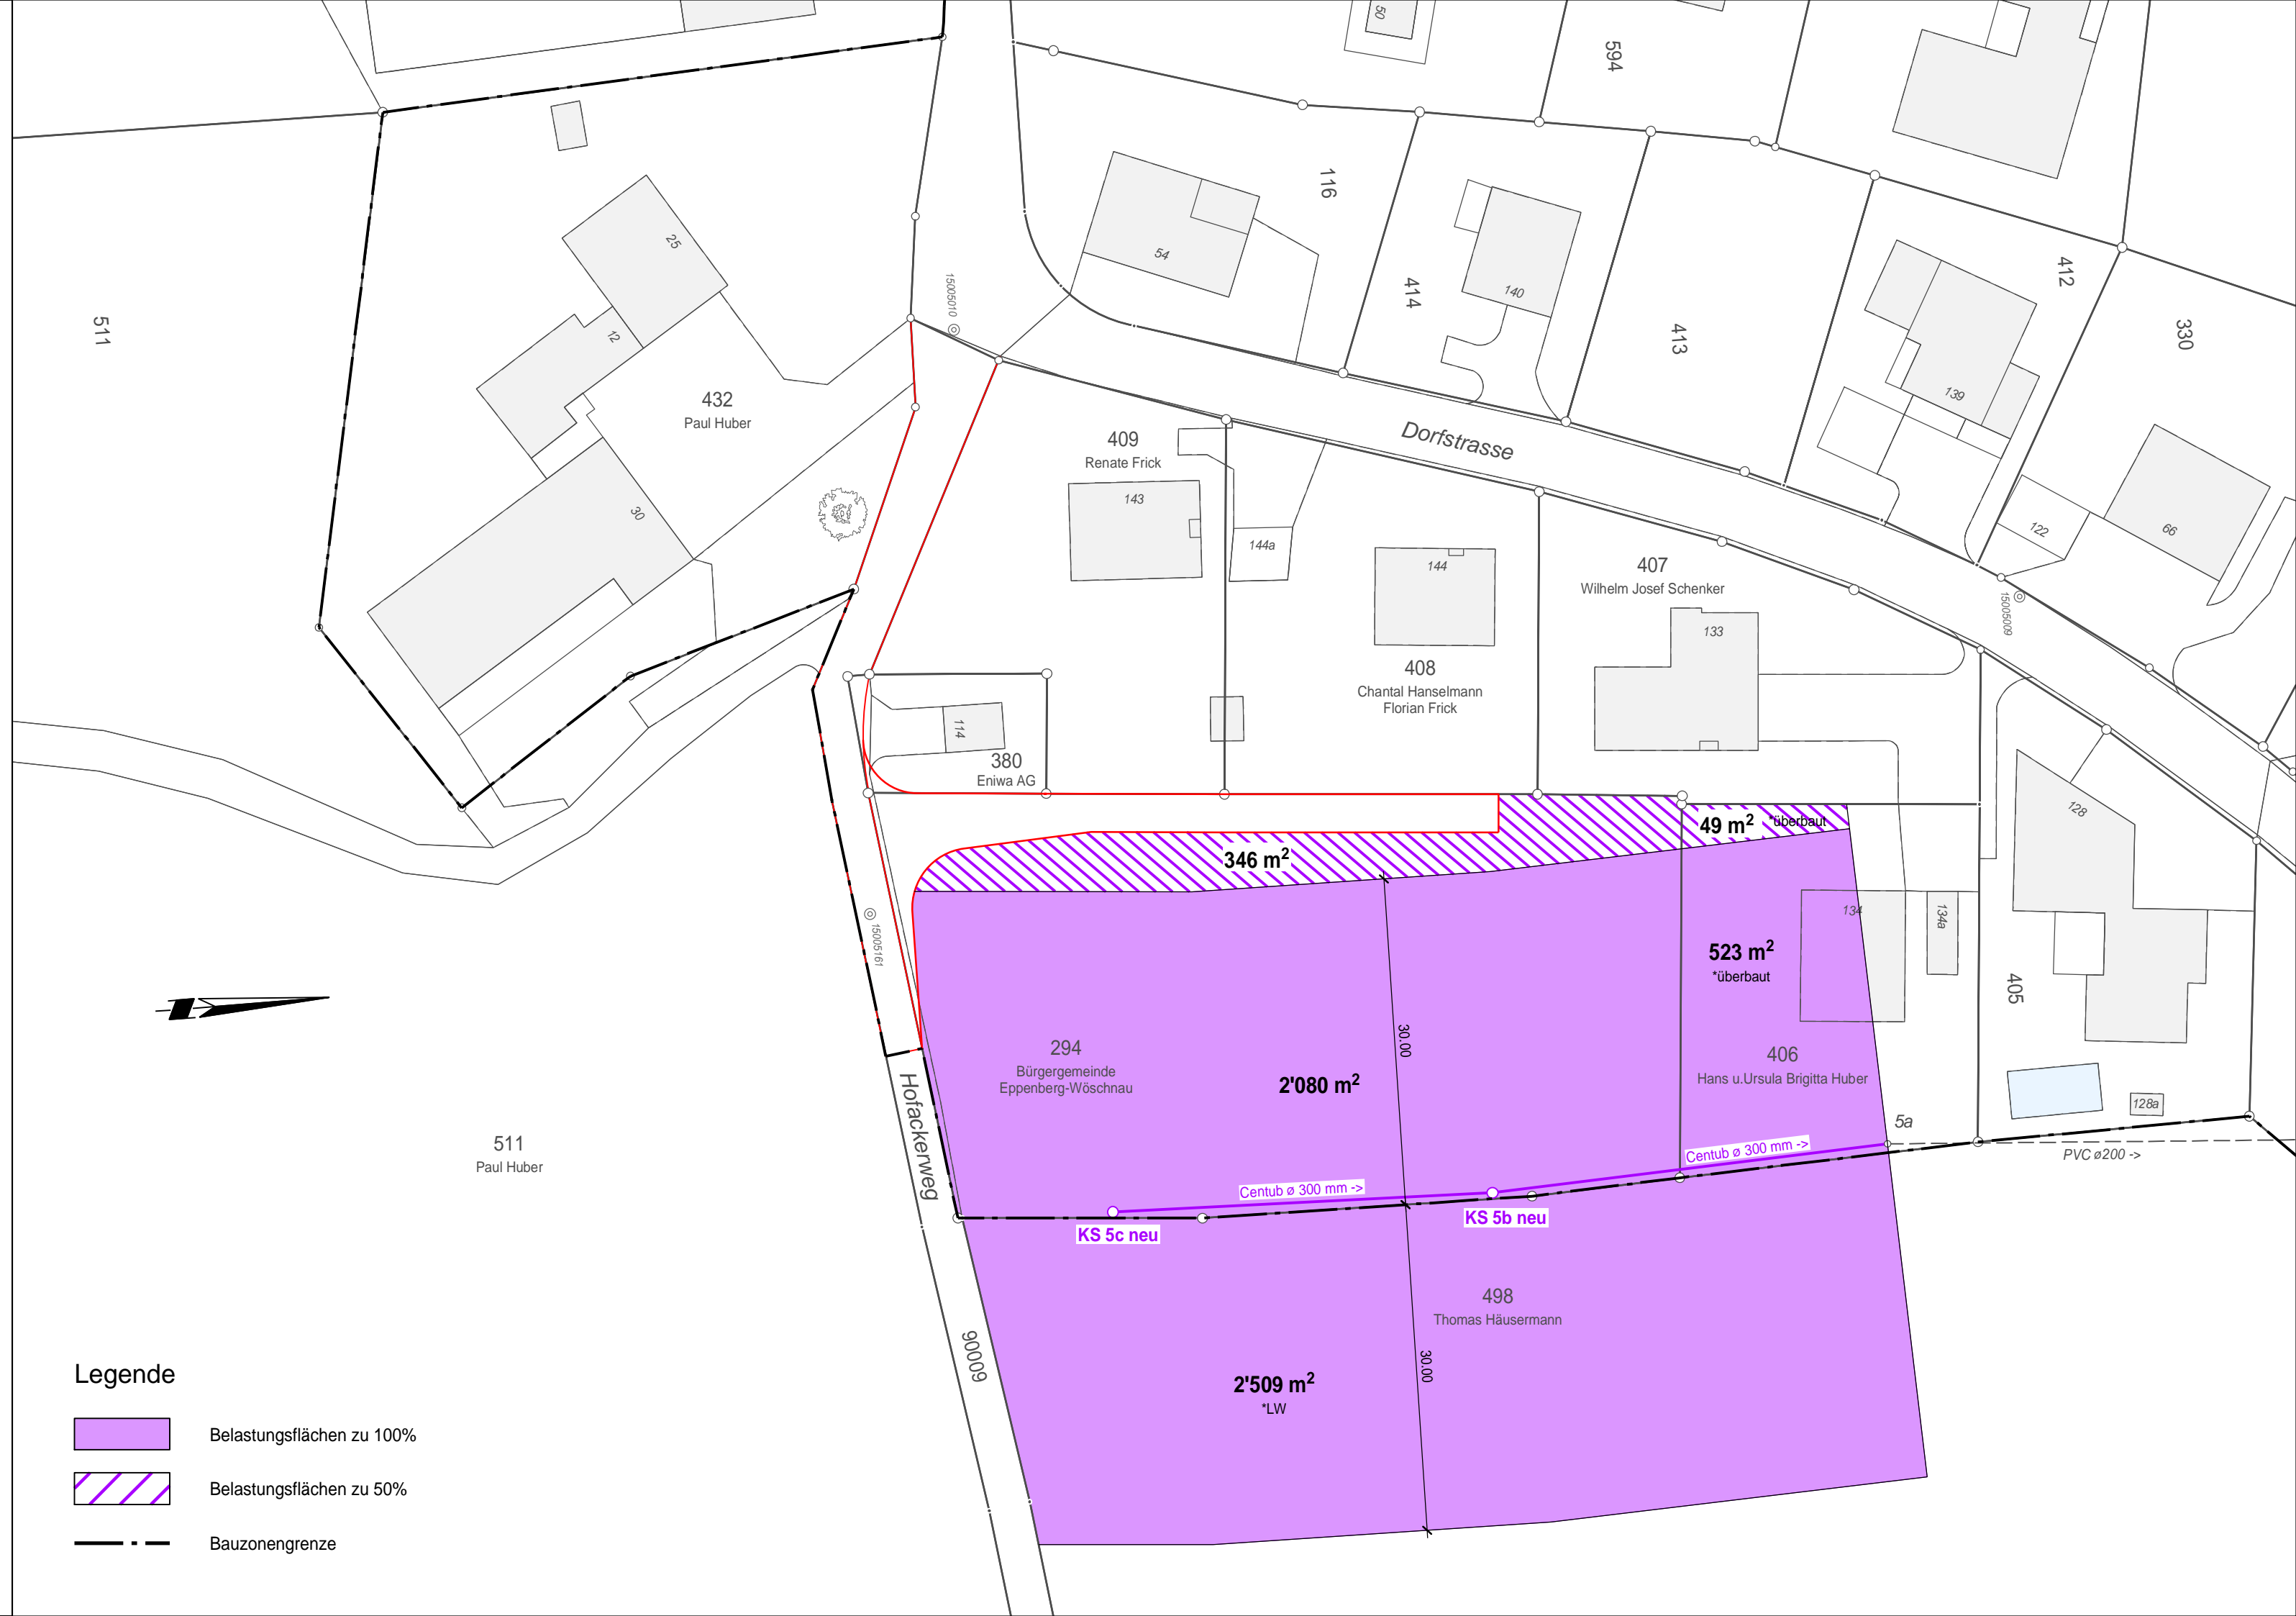 50
594
116
54
414
140
413
412
139
330
122
66
511
25
12
15005010
432
Paul Huber
30
Dorfstrasse
409
Renate Frick
143
144a
144
408
Chantal Hanselmann
Florian Frick
407
Wilhelm Josef Schenker
133
15005009
114
380
Eniwa AG
128
49 m2 *überbaut
346 m2
134
134a
523 m2
*überbaut
15005161
405
30.00
294
Bürgergemeinde
Eppenberg-Wöschnau
2'080 m2
406
Hans u.Ursula Brigitta Huber
128a
5a
PVC ø200 ->
Centub ø 300 mm ->
Centub ø 300 mm ->
KS 5c neu
KS 5b neu
Hofackerweg
511
Paul Huber
498
Thomas Häusermann
90009
30.00
2'509 m2
*LW
Legende
Belastungsflächen zu 100%
Belastungsflächen zu 50%
Bauzonengrenze